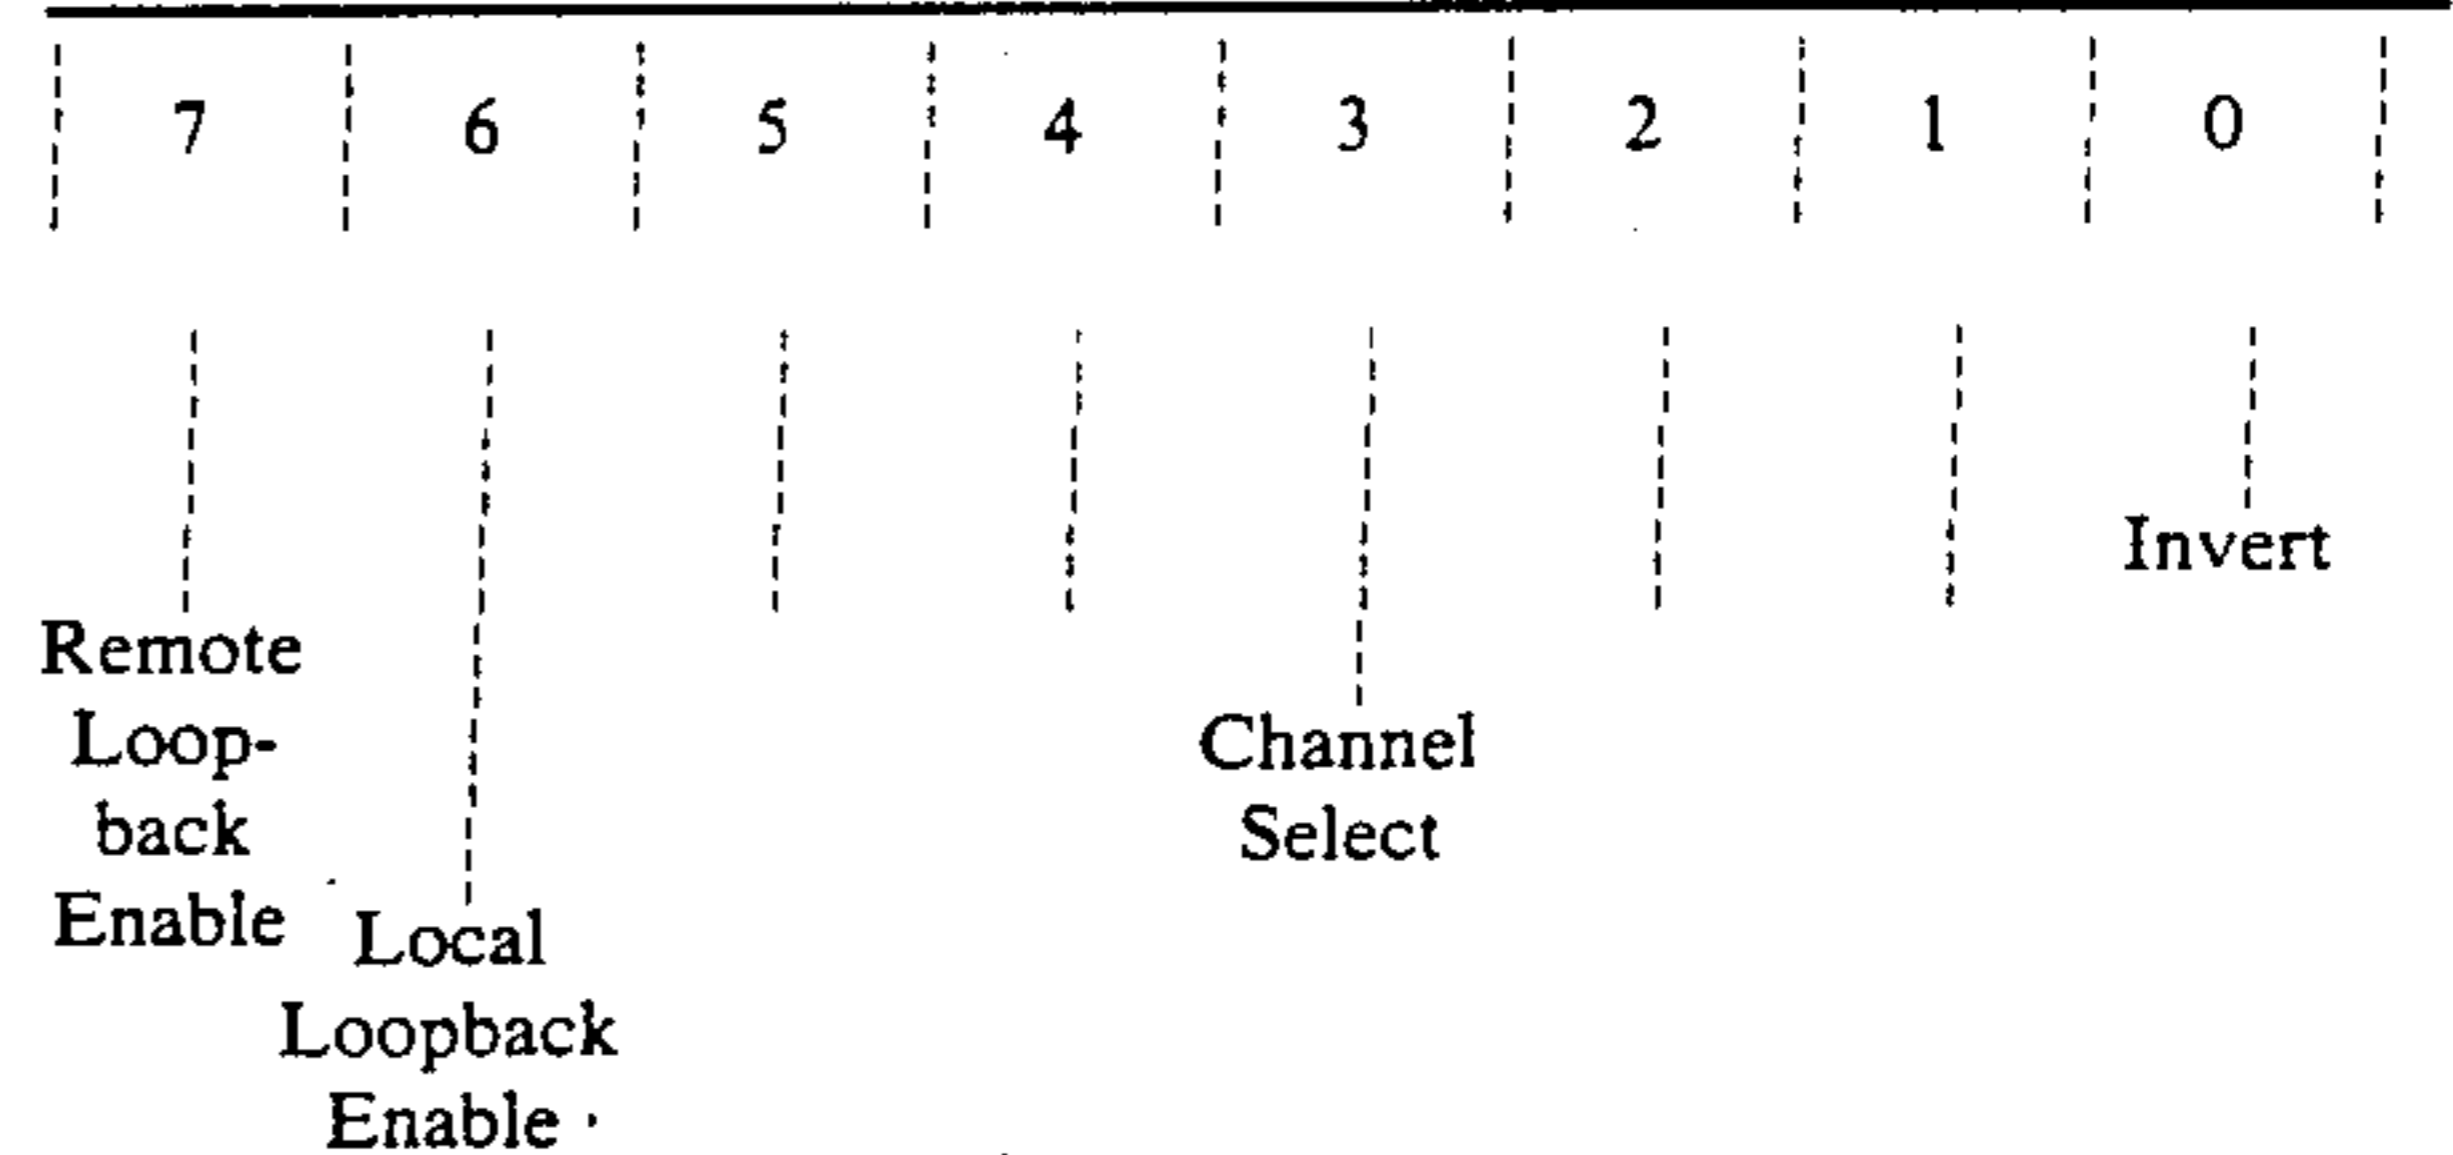 7 6 5 4 3 2 1 0
Invert
Remote
Loop-
back
Enable
Channel
Select
Local
Loopback
Enable